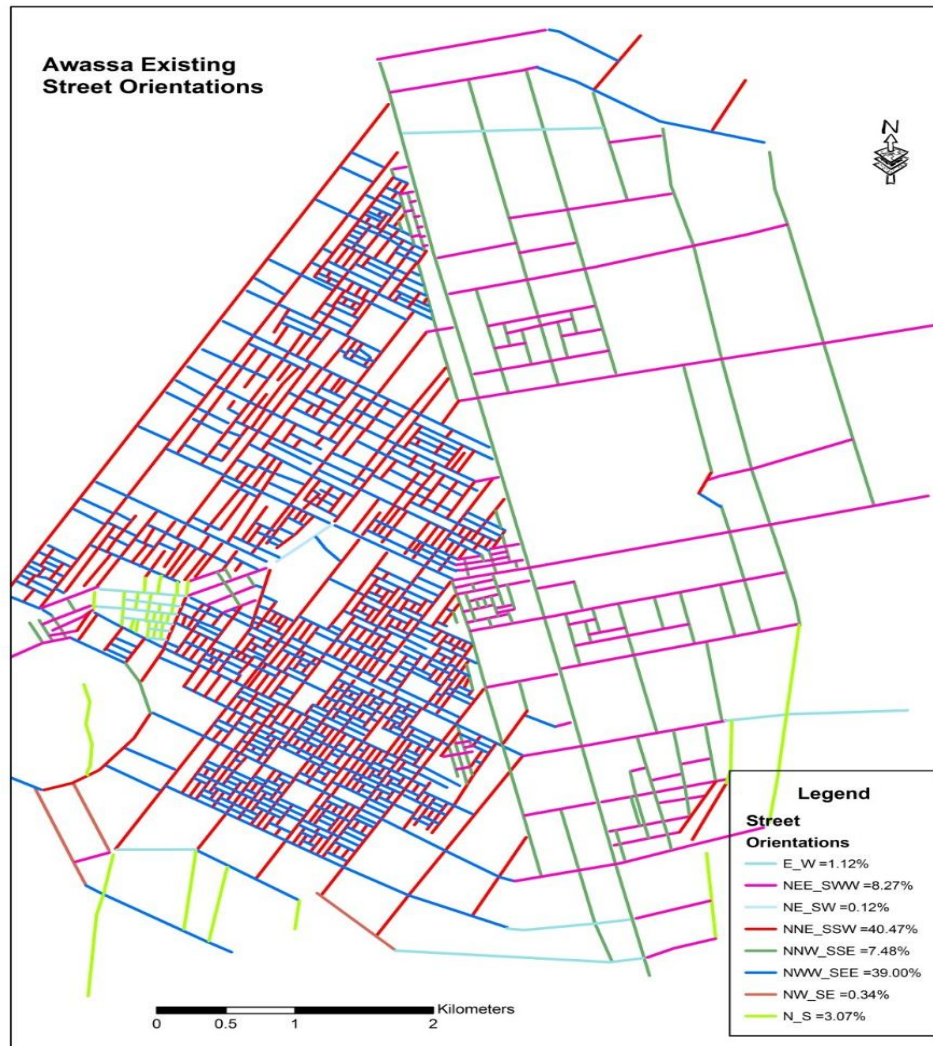 Awassa Existing
Street Orientations
N
Legend
Street
Orientations
E_W =1.12%
NEE_SWW =8.27%
NE_SW =0.12%
NNE_SSW =40.47%
NNW_SSE =7.48%
NWW_SEE =39.00%
NW_SE =0.34%
N_S =3.07%
Kilometers
0 0.5 1 2